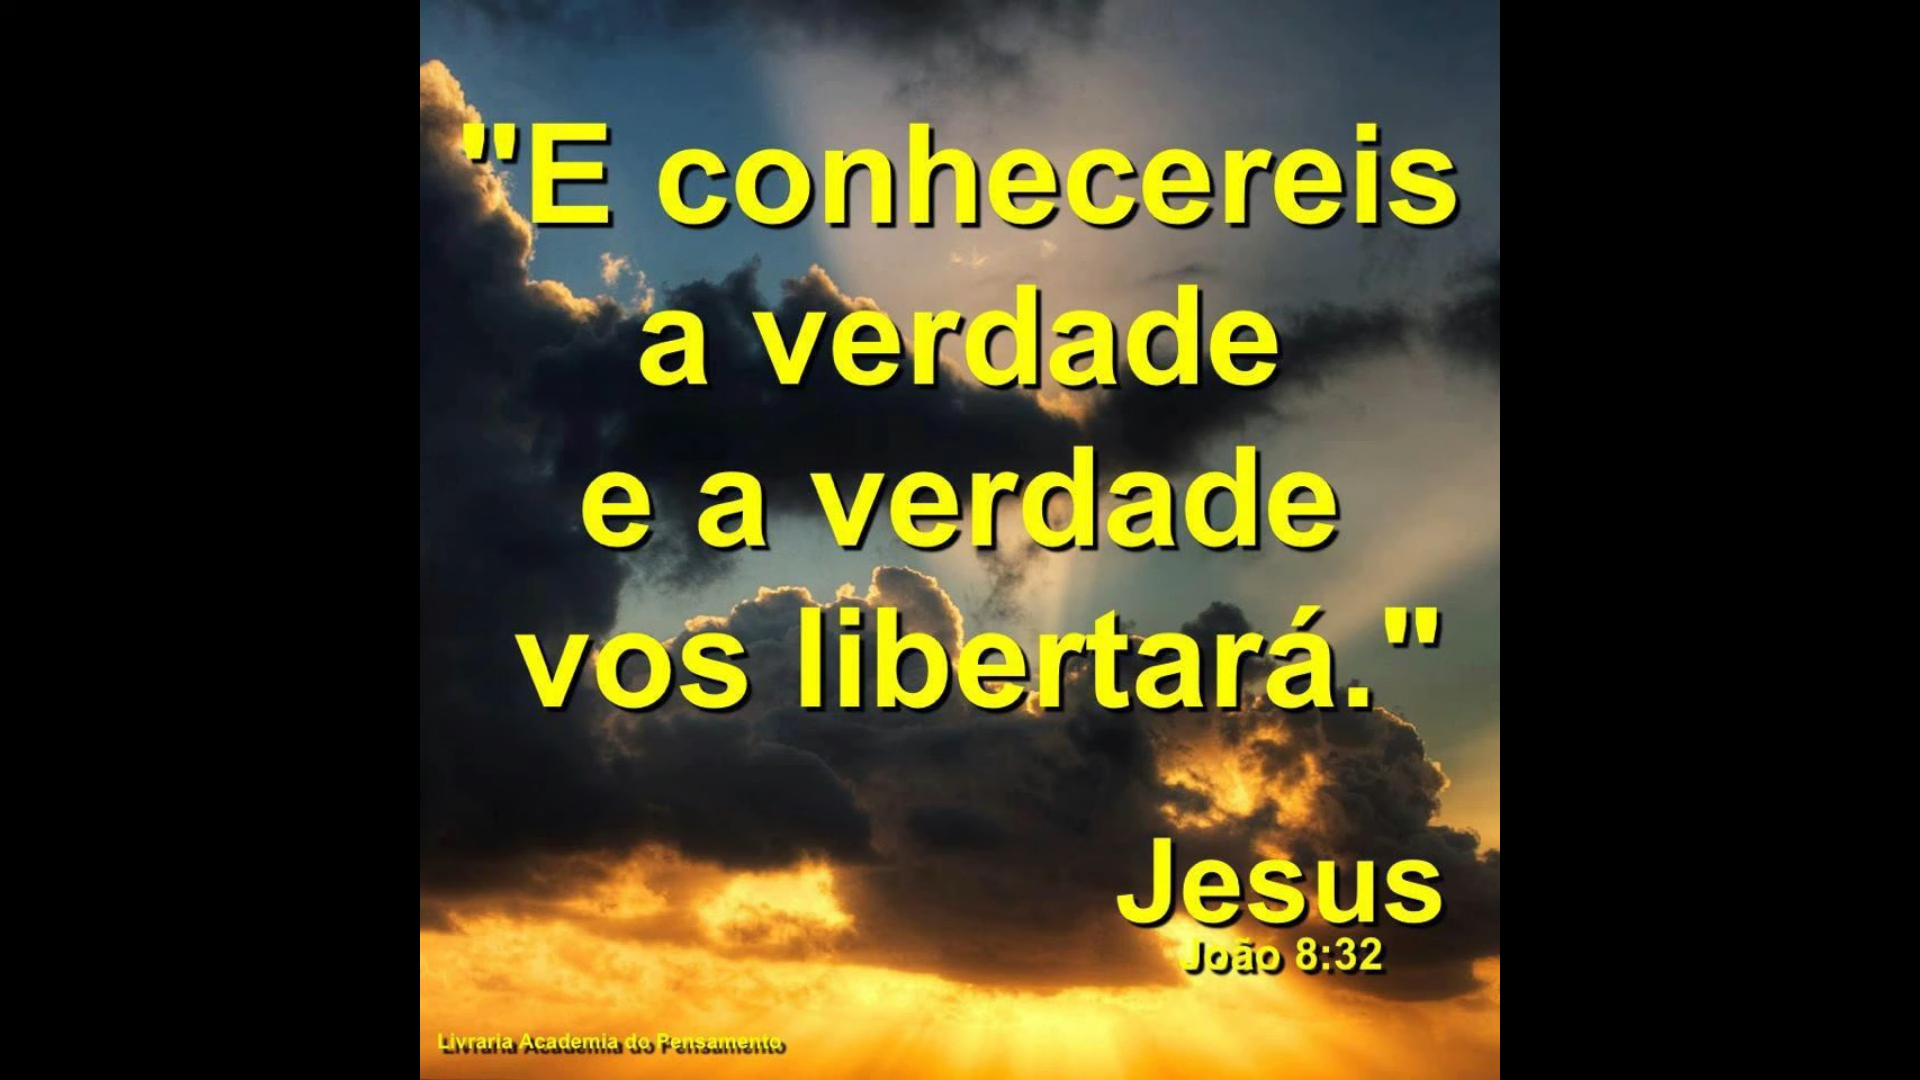 "E conhecereis
a verdade
e a verdade
vos libertará."
Jesus
João 8:32
Livraria Academia do Pensamento